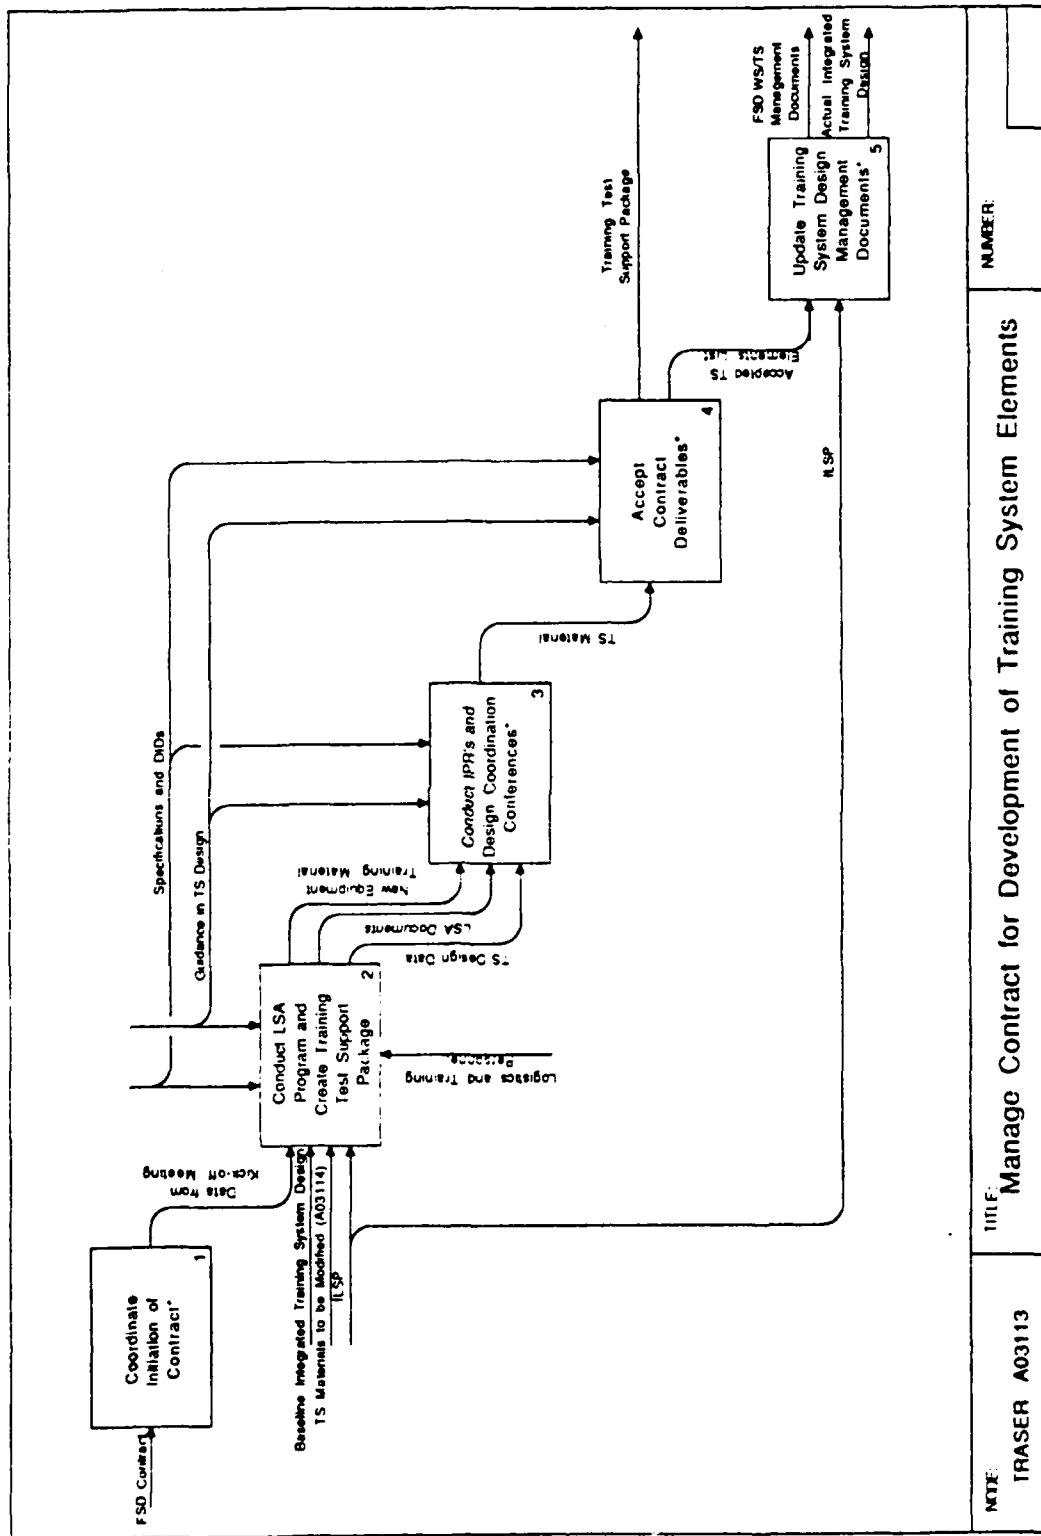 FSD Contract
Coordinate
Initiation of
Contract*
1
Data from
Kick-off Meeting
Baseline Integrated Training System Design
TS Materials to be Modified (A03114)
ILSP
Specifications and DIDs
Guidance in TS Design
Conduct LSA
Program and
Create Training
Test Support
Package
2
Logistics and Training
Personnel
New Equipment
Training Material
LSA Documents
TS Design Data
Conduct IPR's and
Design Coordination
Conferences*
3
TS Material
Accept
Contract
Deliverables*
4
Training Test
Support Package
Accepted TS
Elements List
ILSP
Update Training
System Design
Management
Documents*
5
FSD WS/TS
Management
Documents
Actual Integrated
Training System
Design
NODE:
TRASER A03113
TITLE:
Manage Contract for Development of Training System Elements
NUMBER: